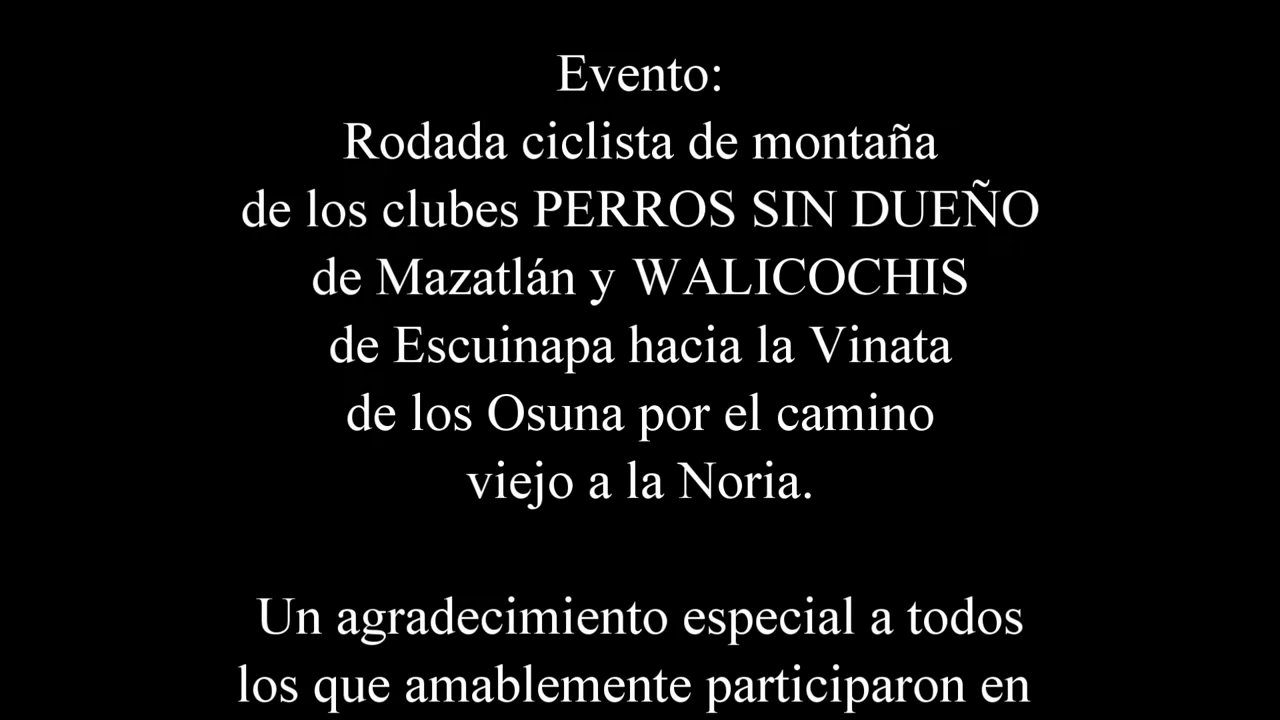 Evento:
Rodada ciclista de montaña
de los clubes PERROS SIN DUEÑO
de Mazatlán y WALICOCHIS
de Escuinapa hacia la Vinata
de los Osuna por el camino
viejo a la Noria.
Un agradecimiento especial a todos
los que amablemente participaron en